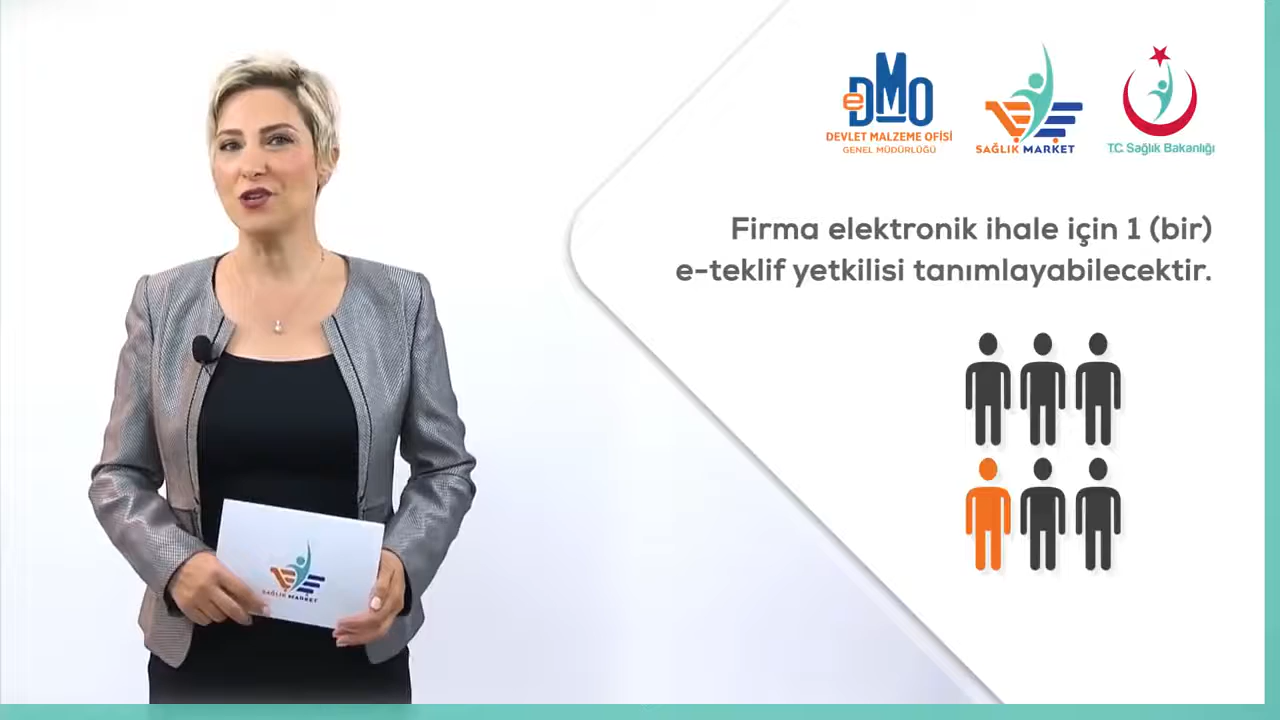 eDMO
DEVLET MALZEME OFİSİ
GENEL MÜDÜRLÜĞÜ
SAĞLIK MARKET
T.C. Sağlık Bakanlığı
Firma elektronik ihale için 1 (bir)
e-teklif yetkilisi tanımlayabilecektir.
SAĞLIK MARKET